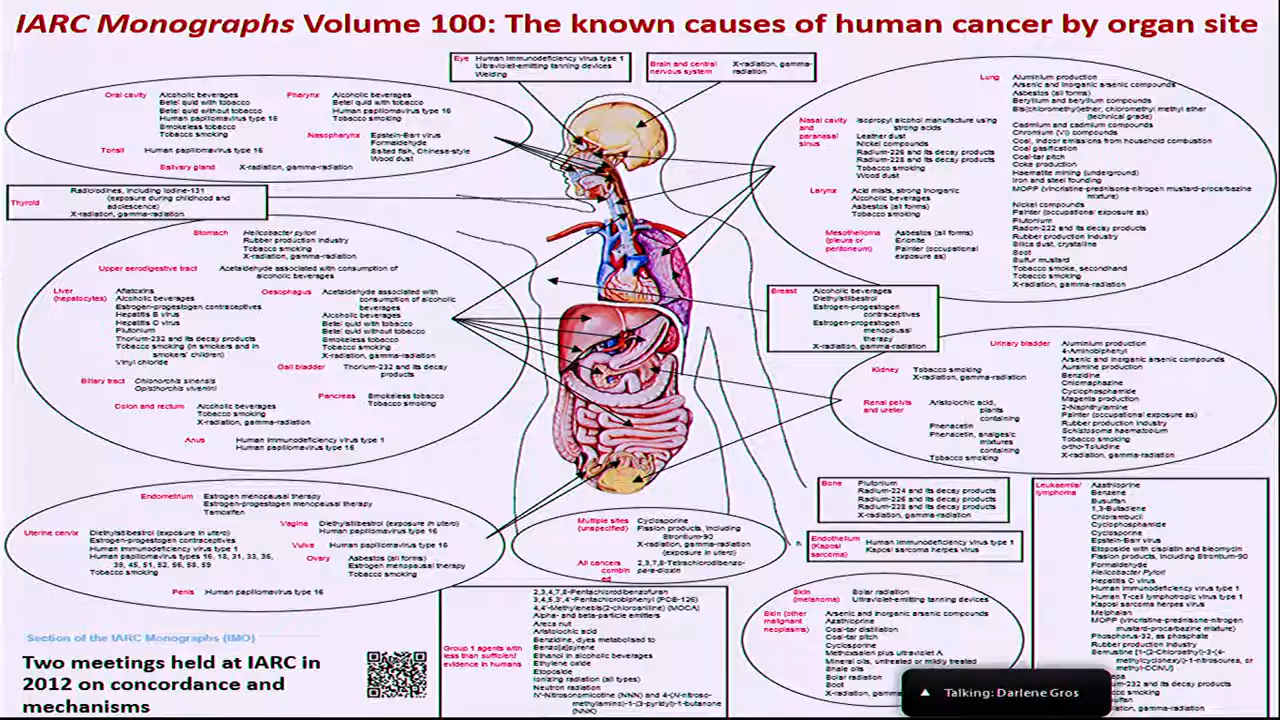 IARC Monographs Volume 100: The known causes of human cancer by organ site
Eye
Human immunodeficiency virus type 1
Ultraviolet-emitting tanning devices
Welding
Brain and central
nervous system
X-radiation, gamma-
radiation
Oral cavity
Alcoholic beverages
Betel quid with tobacco
Betel quid without tobacco
Human papillomavirus type 16
Smokeless tobacco
Tobacco smoking
Pharynx
Alcoholic beverages
Betel quid with tobacco
Human papillomavirus type 16
Tobacco smoking
Nasopharynx
Epstein-Barr virus
Formaldehyde
Salted fish, Chinese-style
Wood dust
Tonsil
Human papillomavirus type 16
Salivary gland
X-radiation, gamma-radiation
Thyroid
Radioiodines, including iodine-131
(exposure during childhood and
adolescence)
X-radiation, gamma-radiation
Stomach
Helicobacter pylori
Rubber production industry
Tobacco smoking
X-radiation, gamma-radiation
Upper aerodigestive tract
Acetaldehyde associated with consumption of
alcoholic beverages
Liver
(hepatocytes)
Aflatoxins
Alcoholic beverages
Estrogen-progestogen contraceptives
Hepatitis B virus
Hepatitis C virus
Plutonium
Thorium-232 and its decay products
Tobacco smoking (in smokers and in
smokers' children)
Vinyl chloride
Oesophagus
Acetaldehyde associated with
consumption of alcoholic
beverages
Alcoholic beverages
Betel quid with tobacco
Betel quid without tobacco
Smokeless tobacco
Tobacco smoking
X-radiation, gamma-radiation
Gall bladder
Thorium-232 and its decay
products
Biliary tract
Clonorchis sinensis
Opisthorchis viverrini
Pancreas
Smokeless tobacco
Tobacco smoking
Colon and rectum
Alcoholic beverages
Tobacco smoking
X-radiation, gamma-radiation
Anus
Human immunodeficiency virus type 1
Human papillomavirus type 16
Endometrium
Estrogen menopausal therapy
Estrogen-progestogen menopausal therapy
Tamoxifen
Uterine cervix
Diethylstilbestrol (exposure in utero)
Estrogen-progestogen contraceptives
Human immunodeficiency virus type 1
Human papillomavirus types 16, 18, 31, 33, 35,
39, 45, 51, 52, 56, 58, 59
Tobacco smoking
Vagina
Diethylstilbestrol (exposure in utero)
Human papillomavirus type 16
Vulva
Human papillomavirus type 16
Ovary
Asbestos (all forms)
Estrogen menopausal therapy
Tobacco smoking
Penis
Human papillomavirus type 16
Lung
Aluminium production
Arsenic and inorganic arsenic compounds
Asbestos (all forms)
Beryllium and beryllium compounds
Bis(chloromethyl)ether, chloromethyl methyl ether
(technical grade)
Cadmium and cadmium compounds
Chromium (VI) compounds
Coal, indoor emissions from household combustion
Coal gasification
Coal-tar pitch
Coke production
Haematite mining (underground)
Iron and steel founding
MOPP (vincristine-prednisone-nitrogen mustard-procarbazine
mixture)
Nickel compounds
Painter (occupational exposure as)
Plutonium
Radon-222 and its decay products
Rubber production industry
Silica dust, crystalline
Soot
Sulfur mustard
Tobacco smoke, secondhand
Tobacco smoking
X-radiation, gamma-radiation
Nasal cavity
and
paranasal
sinus
Isopropyl alcohol manufacture using
strong acids
Leather dust
Nickel compounds
Radium-226 and its decay products
Radium-228 and its decay products
Tobacco smoking
Wood dust
Larynx
Acid mists, strong inorganic
Alcoholic beverages
Asbestos (all forms)
Tobacco smoking
Mesothelioma
(pleura or
peritoneum)
Asbestos (all forms)
Erionite
Painter (occupational
exposure as)
Breast
Alcoholic beverages
Diethylstilbestrol
Estrogen-progestogen
contraceptives
Estrogen-progestogen
menopausal
therapy
X-radiation, gamma-radiation
Kidney
Tobacco smoking
X-radiation, gamma-radiation
Renal pelvis
and ureter
Aristolochic acid,
plants
containing
Phenacetin
Phenacetin, analgesic
mixtures
containing
Tobacco smoking
Urinary bladder
Aluminium production
4-Aminobiphenyl
Arsenic and inorganic arsenic compounds
Auramine production
Benzidine
Chlornaphazine
Cyclophosphamide
Magenta production
2-Naphthylamine
Painter (occupational exposure as)
Rubber production industry
Schistosoma haematobium
Tobacco smoking
ortho-Toluidine
X-radiation, gamma-radiation
Bone
Plutonium
Radium-224 and its decay products
Radium-226 and its decay products
Radium-228 and its decay products
X-radiation, gamma-radiation
Endothelium
(Kaposi
sarcoma)
Human immunodeficiency virus type 1
Kaposi sarcoma herpes virus
Leukaemia/
lymphoma
Azathioprine
Benzene
Busulfan
1,3-Butadiene
Chlorambucil
Cyclophosphamide
Cyclosporine
Epstein-Barr virus
Etoposide with cisplatin and bleomycin
Fission products, including Strontium-90
Formaldehyde
Helicobacter Pylori
Hepatitis C virus
Human immunodeficiency virus type 1
Human T-cell lymphotropic virus type 1
Kaposi sarcoma herpes virus
Melphalan
MOPP (vincristine-prednisone-nitrogen
mustard-procarbazine mixture)
Phosphorus-32, as phosphate
Rubber production industry
Semustine [1-(2-Chloroethyl)-3-(4-
methylcyclohexyl)-1-nitrosourea, or
methyl-CCNU]
232 and its decay products
smoking
gamma-radiation
Multiple sites
(unspecified)
Cyclosporine
Fission products, including
Strontium-90
X-radiation, gamma-radiation
(exposure in utero)
All cancers
combin
ed
2,3,7,8-Tetrachlorodibenzo-
para-dioxin
Skin
(melanoma)
Solar radiation
Ultraviolet-emitting tanning devices
Skin (other
malignant
neoplasms)
Arsenic and inorganic arsenic compounds
Azathioprine
Coal-tar distillation
Coal-tar pitch
Cyclosporine
Methoxsalen plus ultraviolet A
Mineral oils, untreated or mildly treated
Shale oils
Solar radiation
Soot
X-radiation,
Group 1 agents with
less than sufficient
evidence in humans
2,3,4,7,8-Pentachlorodibenzofuran
3,4,5,3',4'-Pentachlorobiphenyl (PCB-126)
4,4'-Methylenebis(2-chloroaniline) (MOCA)
Alpha- and beta-particle emitters
Areca nut
Aristolochic acid
Benzidine, dyes metabolised to
Benzo[a]pyrene
Ethanol in alcoholic beverages
Ethylene oxide
Etoposide
Ionizing radiation (all types)
Neutron radiation
N'-Nitrosonornicotine (NNN) and 4-(N-nitroso-
methylamino)-1-(3-pyridyl)-1-butanone
(NNK)
Section of the IARC Monographs (IMO)
Two meetings held at IARC in
2012 on concordance and
mechanisms
Talking: Darlene Gros